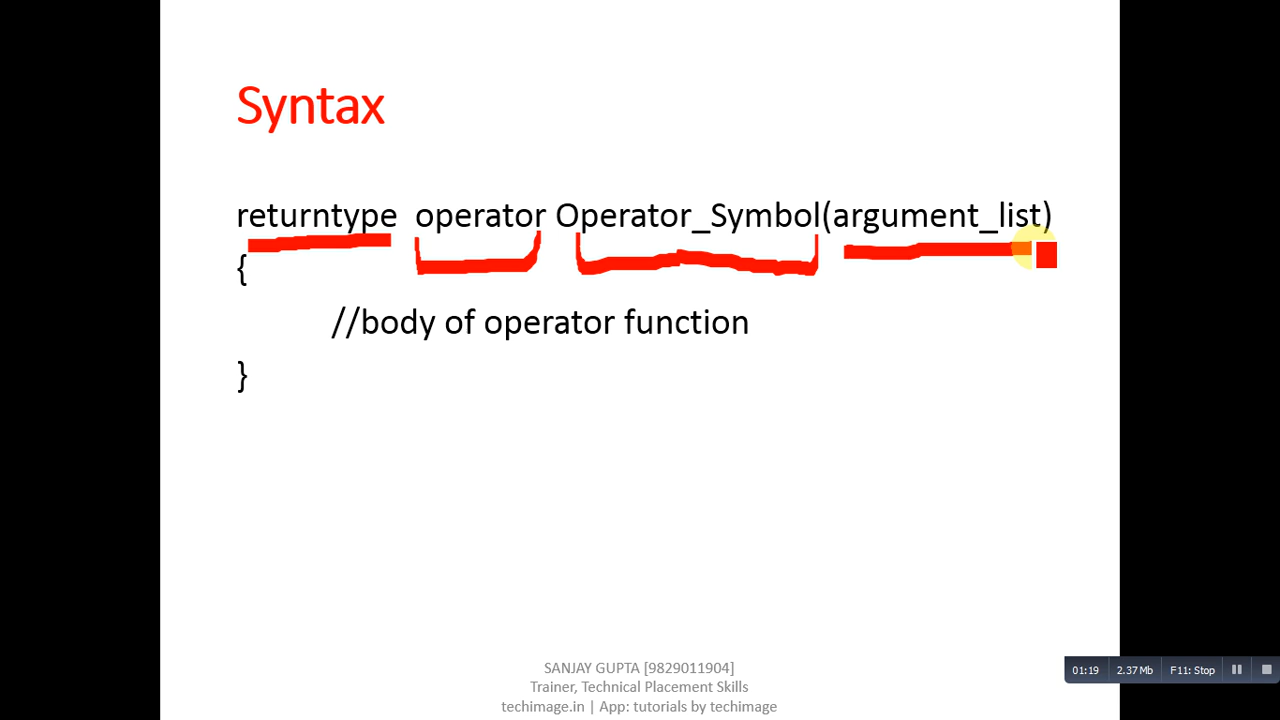 Syntax
returntype operator Operator_Symbol(argument_list)
{
//body of operator function
}
SANJAY GUPTA [9829011904]
Trainer, Technical Placement Skills
techimage.in | App: tutorials by techimage
01:19 2.37 Mb F11: Stop